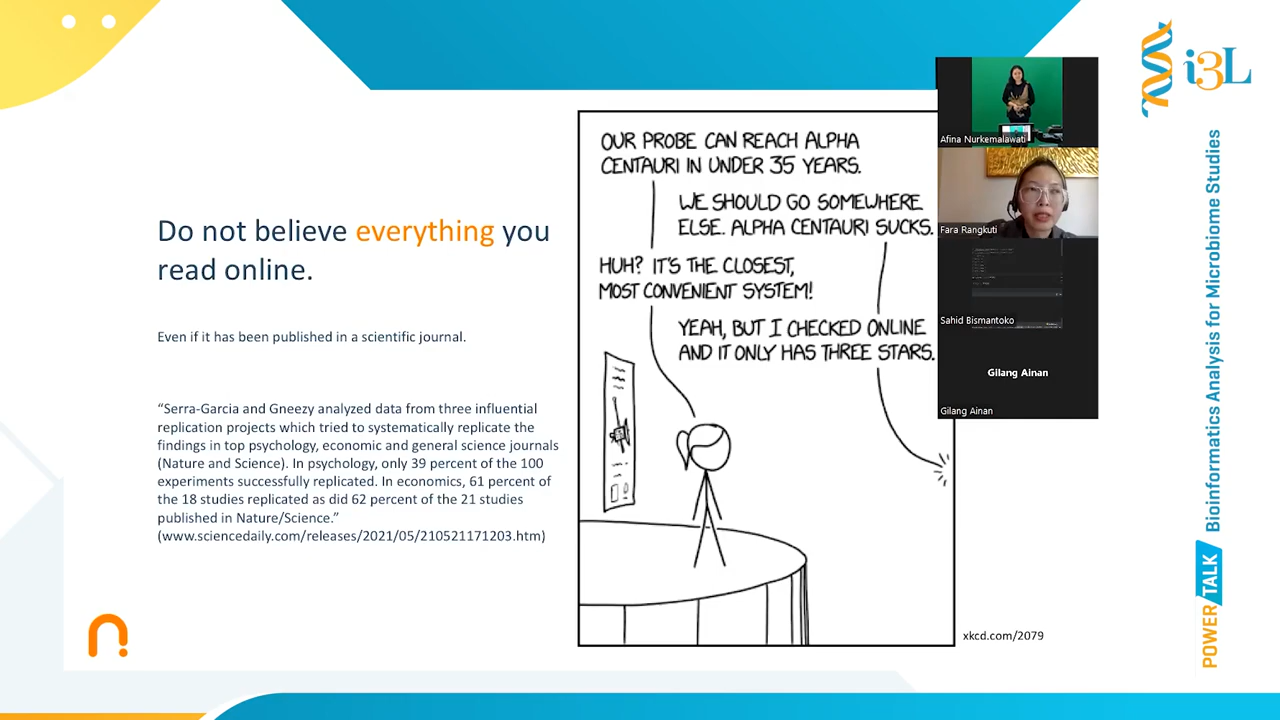 Do not believe everything you
read online.
Even if it has been published in a scientific journal.
“Serra-Garcia and Gneezy analyzed data from three influential
replication projects which tried to systematically replicate the
findings in top psychology, economic and general science journals
(Nature and Science). In psychology, only 39 percent of the 100
experiments successfully replicated. In economics, 61 percent of
the 18 studies replicated as did 62 percent of the 21 studies
published in Nature/Science.”
(www.sciencedaily.com/releases/2021/05/210521171203.htm)
OUR PROBE CAN REACH ALPHA
CENTAURI IN UNDER 35 YEARS.
WE SHOULD GO SOMEWHERE
ELSE. ALPHA CENTAURI SUCKS.
HUH? IT'S THE CLOSEST,
MOST CONVENIENT SYSTEM!
YEAH, BUT I CHECKED ONLINE
AND IT ONLY HAS THREE STARS.
xkcd.com/2079
Afina Nurkemalawati
Fara Rangkuti
Sahid Bismantoko
Gilang Ainan
Gilang Ainan
i3L
POWER TALK Bioinformatics Analysis for Microbiome Studies